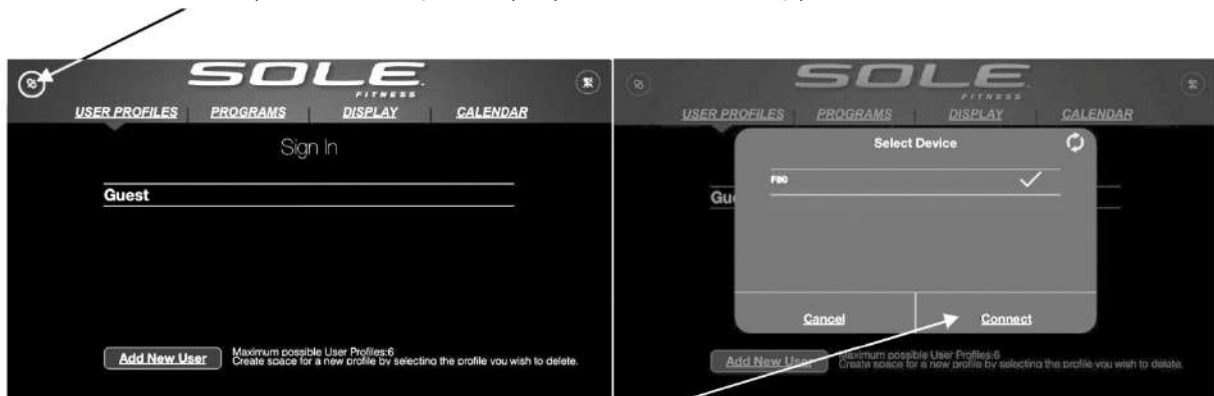 SOLE
FITNESS
USER PROFILES PROGRAMS DISPLAY CALENDAR
Sign In
Guest
Add New User
Maximum possible User Profiles:6
Create space for a new profile by selecting the profile you wish to delete.
SOLE
FITNESS
USER PROFILES PROGRAMS DISPLAY CALENDAR
Select Device
F80
Gue
Cancel Connect
Add New User
Maximum possible User Profiles:6
Create space for a new profile by selecting the profile you wish to delete.